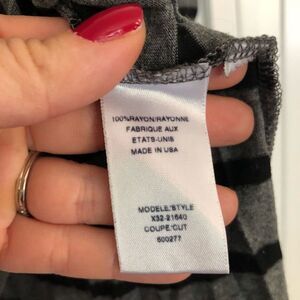 100%RAYON/RAYONNE
FABRIQUE AUX
ETATS-UNIS
MADE IN USA
MODELE/STYLE
X32-21640
COUPE/CUT
600277